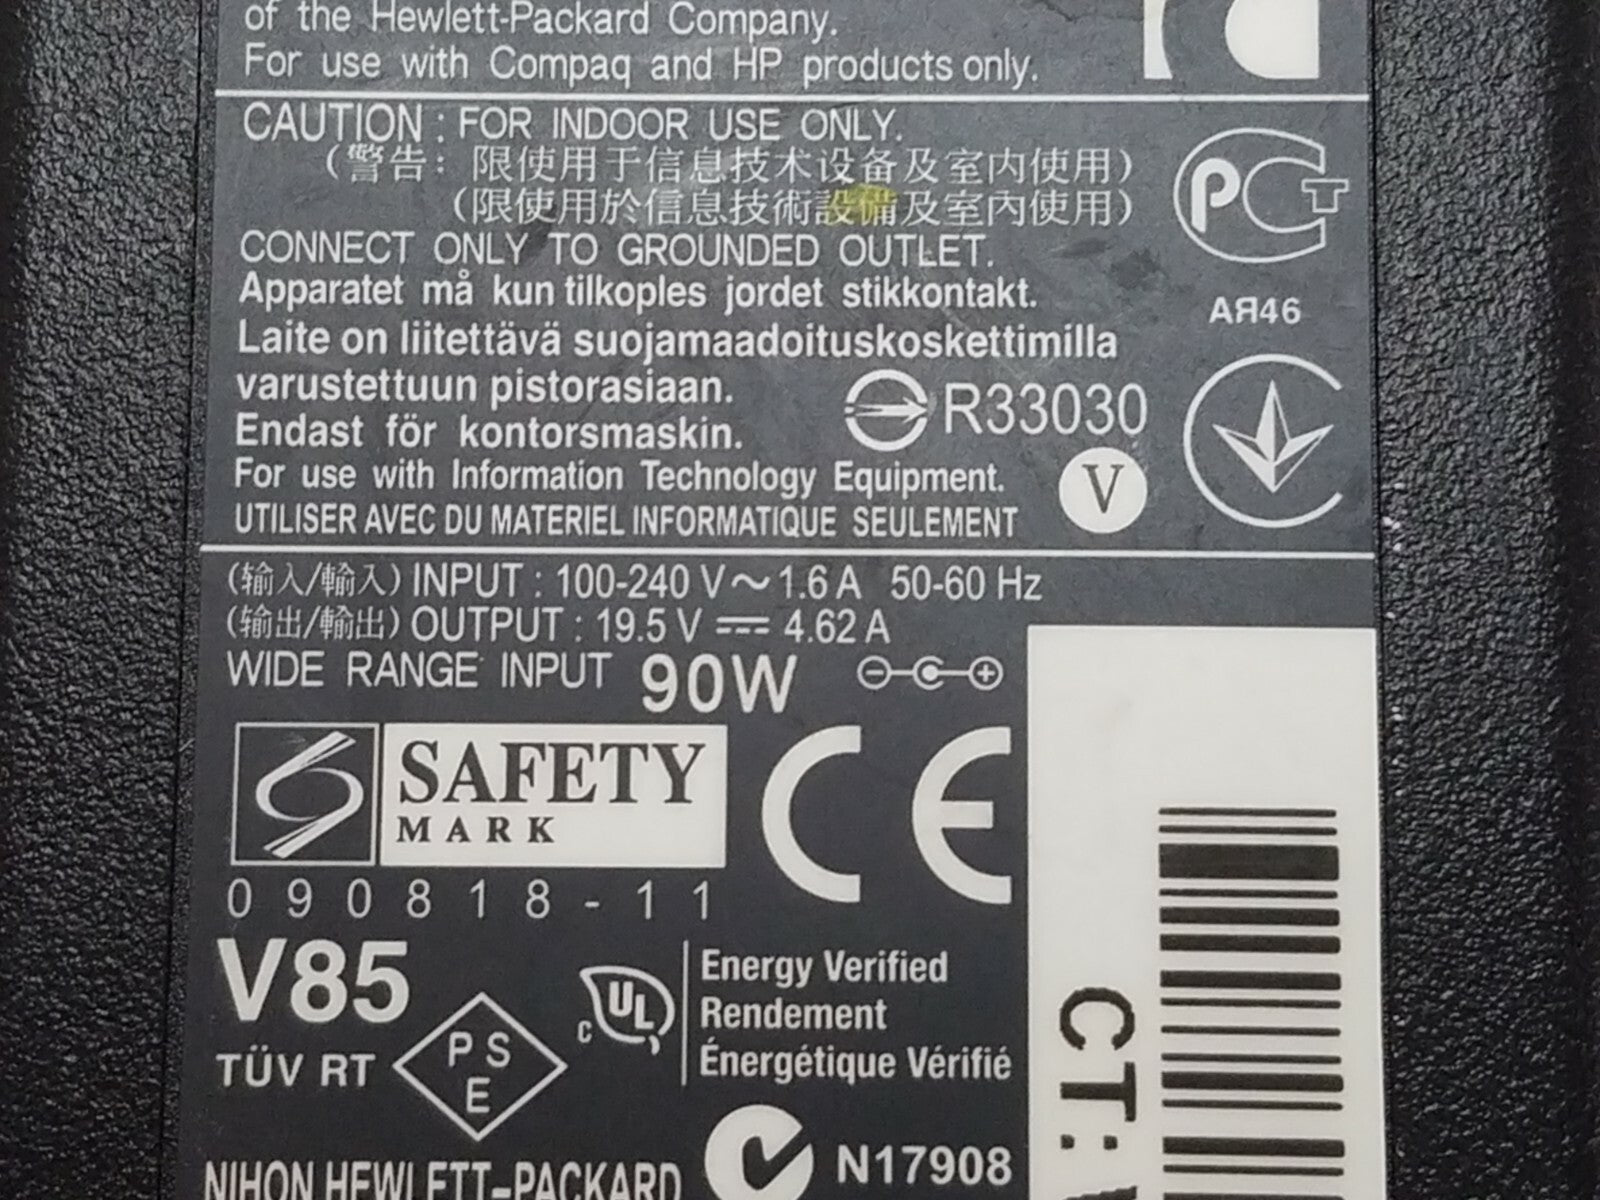 of the Hewlett-Packard Company.
For use with Compaq and HP products only.
CAUTION : FOR INDOOR USE ONLY.
(警告: 限使用于信息技术设备及室内使用)
(限使用於信息技術設備及室內使用)
CONNECT ONLY TO GROUNDED OUTLET.
Apparatet må kun tilkoples jordet stikkontakt.
Laite on liitettävä suojamaadoituskoskettimilla
varustettuun pistorasiaan.
Endast för kontorsmaskin.
For use with Information Technology Equipment.
UTILISER AVEC DU MATERIEL INFORMATIQUE SEULEMENT
PCT
АЯ46
R33030
V
(输入/輸入) INPUT : 100-240 V~1.6 A 50-60 Hz
(输出/輸出) OUTPUT : 19.5 V ⎓ 4.62 A
WIDE RANGE INPUT 90W
SAFETY
MARK
090818-11
CE
V85
TÜV RT
PS
E
c UL
Energy Verified
Rendement
Énergétique Vérifié
NIHON HEWLETT-PACKARD
N17908
CT: